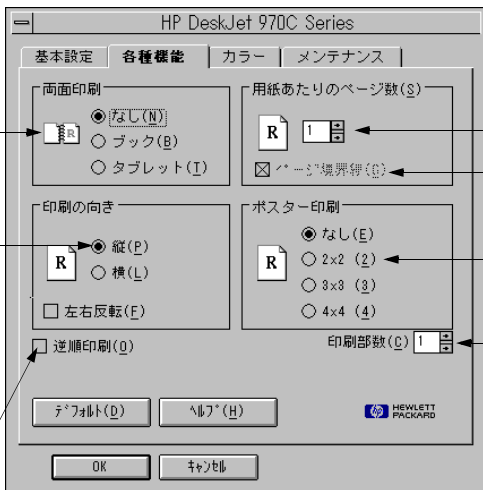 HP DeskJet 970C Series
基本設定 各種機能 カラー メンテナンス
両面印刷
R
なし(N)
ブック(B)
タブレット(T)
用紙あたりのページ数(S)
R 1
ページ境界線(G)
印刷の向き
R
縦(P)
横(L)
左右反転(F)
ポスター印刷
R
なし(E)
2x2 (2)
3x3 (3)
4x4 (4)
逆順印刷(O)
印刷部数(C) 1
デフォルト(D) ヘルプ(H)
hp HEWLETT PACKARD
OK キャンセル